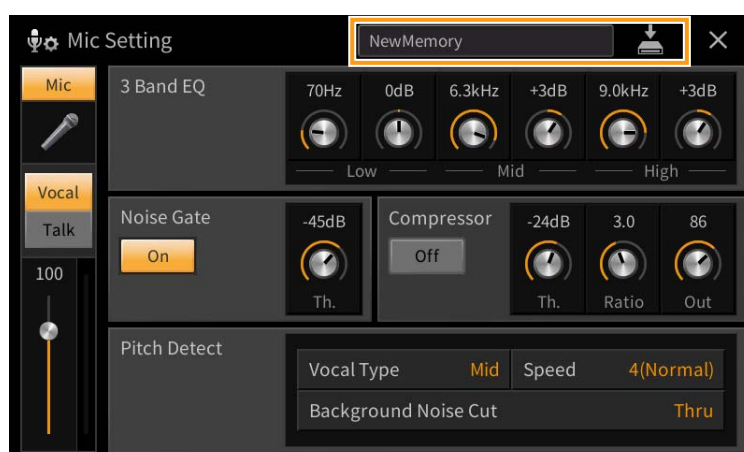 Mic Setting
NewMemory
Mic
Vocal
Talk
100
3 Band EQ
70Hz 0dB 6.3kHz +3dB 9.0kHz +3dB
Low Mid High
Noise Gate
On
-45dB
Th.
Compressor
Off
-24dB 3.0 86
Th. Ratio Out
Pitch Detect
Vocal Type Mid Speed 4(Normal)
Background Noise Cut Thru